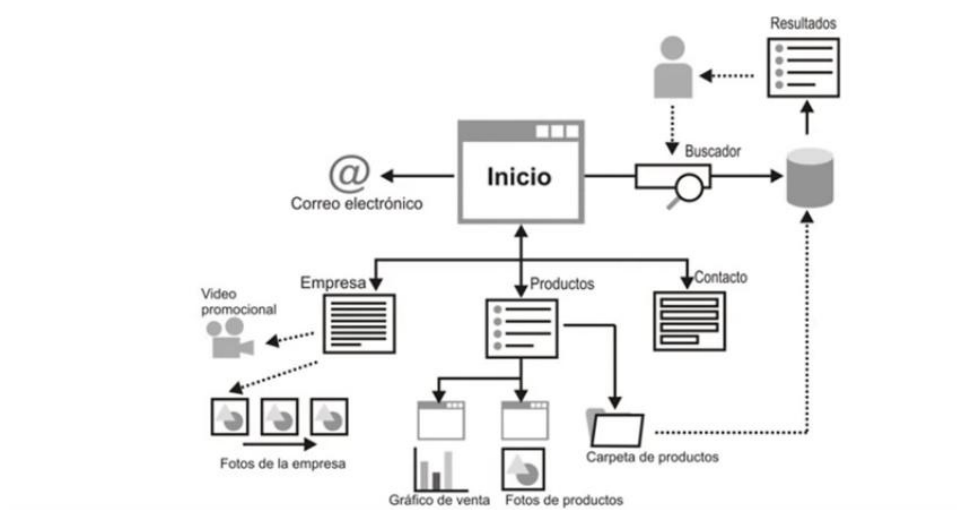 Resultados
Buscador
Inicio
@
Correo electrónico
Empresa
Productos
Contacto
Video
promocional
Fotos de la empresa
Gráfico de venta
Fotos de productos
Carpeta de productos